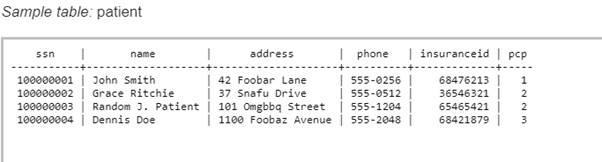 Sample table: patient
ssn | name | address | phone | insuranceid | pcp
-----------+-------------------+---------------------+----------+-------------+-----
100000001 | John Smith | 42 Foobar Lane | 555-0256 | 68476213 | 1
100000002 | Grace Ritchie | 37 Snafu Drive | 555-0512 | 36546321 | 2
100000003 | Random J. Patient | 101 Omgbbq Street | 555-1204 | 65465421 | 2
100000004 | Dennis Doe | 1100 Foobaz Avenue | 555-2048 | 68421879 | 3